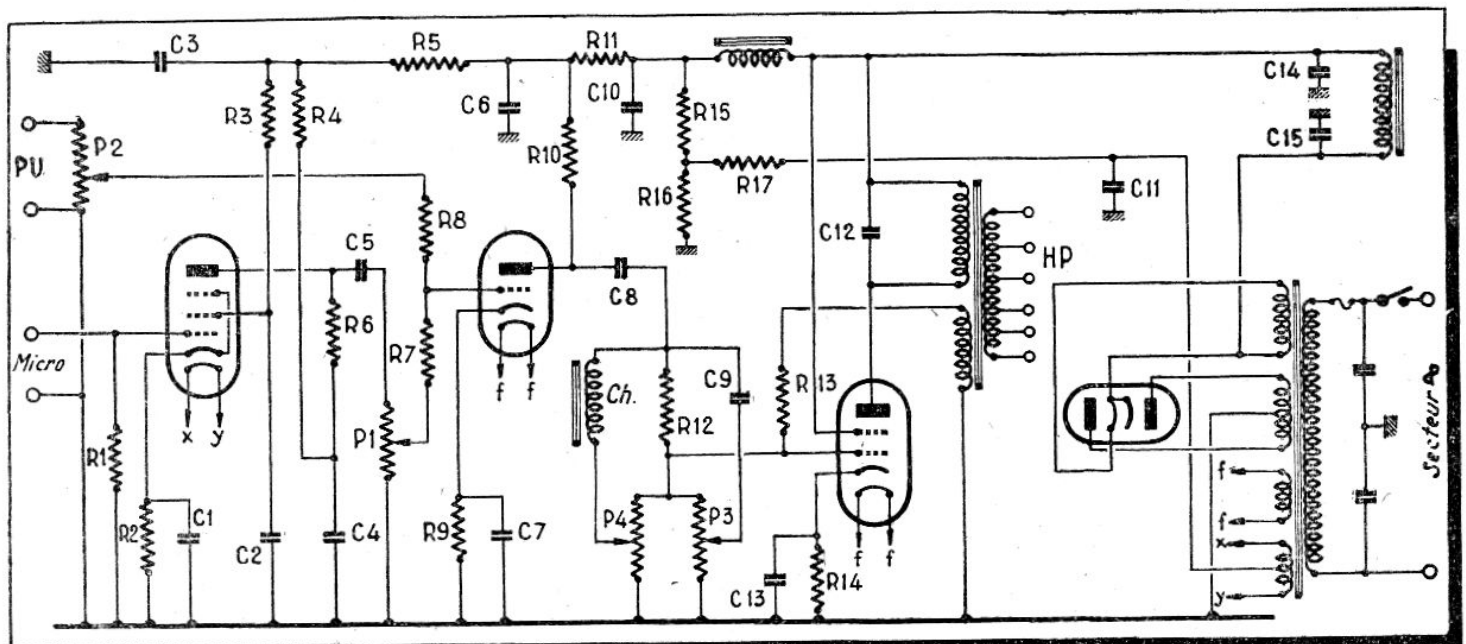 C3
R5
R11
C14
C6
C10
R3
R4
R15
P2
PU
R10
C15
R17
C11
R16
R8
C5
C12
HP
C8
R6
R7
Micro
x y
f f
Ch.
C9
R13
R12
P1
R1
Secteur
P4
P3
f
R2
C1
C2
C4
R9
C7
f
x
f f
R14
C13
y